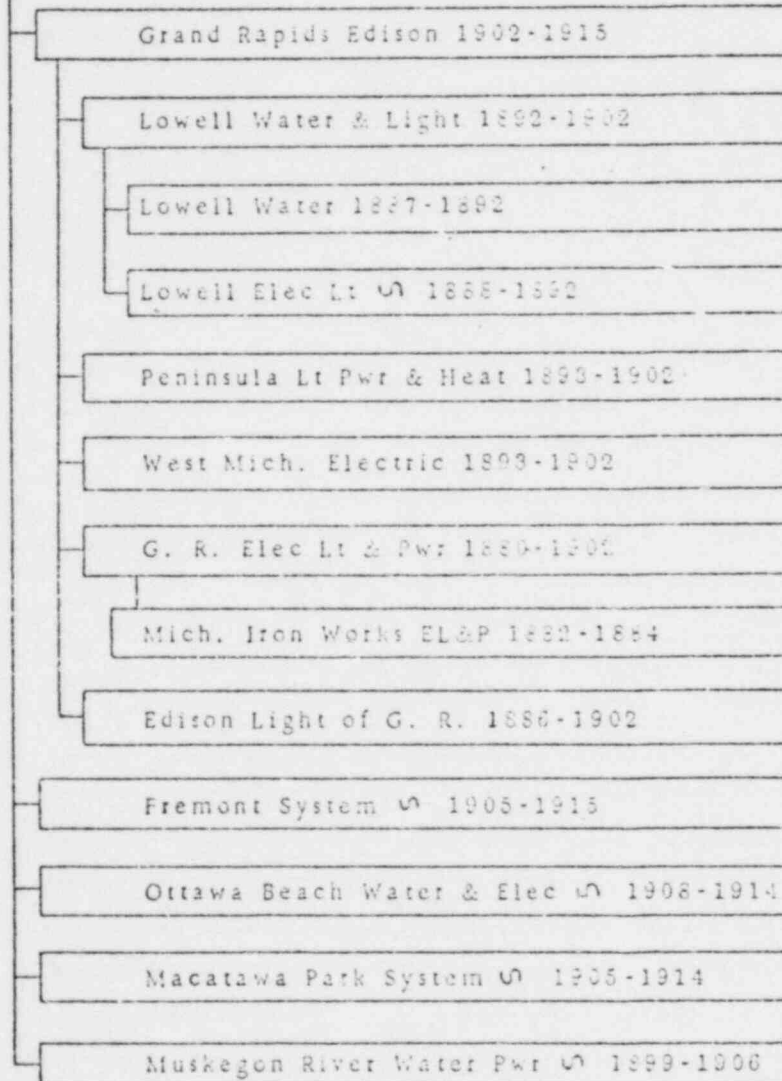 Grand Rapids Edison 1902-1915
Lowell Water & Light 1892-1902
Lowell Water 1887-1892
Lowell Elec Lt 1888-1892
Peninsula Lt Pwr & Heat 1893-1902
West Mich. Electric 1893-1902
G. R. Elec Lt & Pwr 1880-1902
Mich. Iron Works EL&P 1882-1884
Edison Light of G. R. 1886-1902
Fremont System 1905-1915
Ottawa Beach Water & Elec 1908-1914
Macatawa Park System 1905-1914
Muskegon River Water Pwr 1899-1906